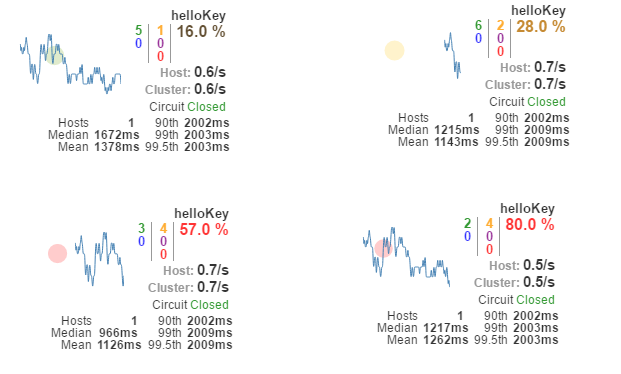 helloKey
5 1 16.0 %
0 0
0
Host: 0.6/s
Cluster: 0.6/s
Circuit Closed
Hosts 1 90th 2002ms
Median 1672ms 99th 2003ms
Mean 1378ms 99.5th 2003ms
helloKey
6 2 28.0 %
0 0
0
Host: 0.7/s
Cluster: 0.7/s
Circuit Closed
Hosts 1 90th 2002ms
Median 1215ms 99th 2009ms
Mean 1143ms 99.5th 2009ms
helloKey
3 4 57.0 %
0 0
0
Host: 0.7/s
Cluster: 0.7/s
Circuit Closed
Hosts 1 90th 2002ms
Median 966ms 99th 2009ms
Mean 1126ms 99.5th 2009ms
helloKey
2 4 80.0 %
0 0
0
Host: 0.5/s
Cluster: 0.5/s
Circuit Closed
Hosts 1 90th 2002ms
Median 1217ms 99th 2003ms
Mean 1262ms 99.5th 2003ms